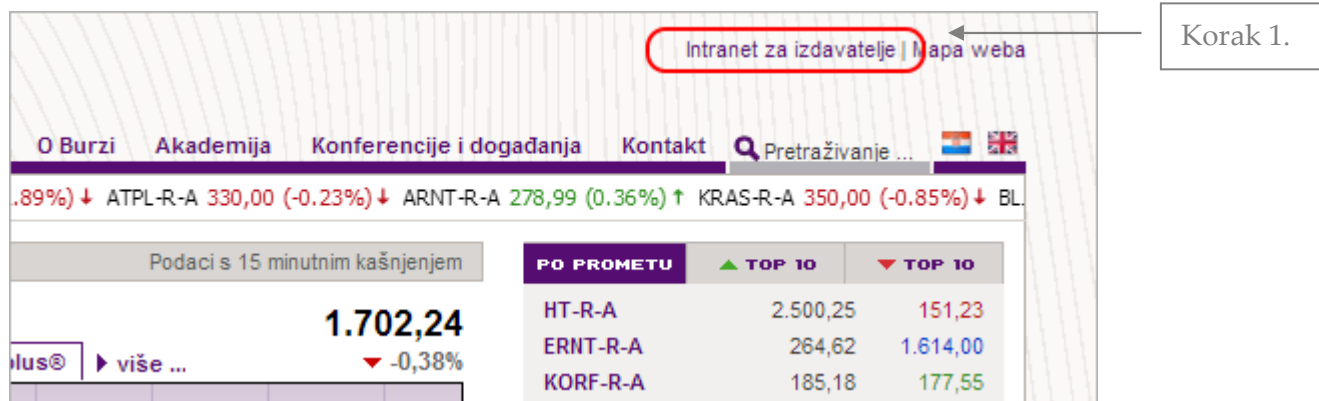 Intranet za izdavatelje | Mapa weba
Korak 1.
O Burzi Akademija Konferencije i događanja Kontakt Pretraživanje ...
.89%) ↓ ATPL-R-A 330,00 (-0.23%) ↓ ARNT-R-A 278,99 (0.36%) ↑ KRAS-R-A 350,00 (-0.85%) ↓ BL
Podaci s 15 minutnim kašnjenjem
PO PROMETU ▲ TOP 10 ▼ TOP 10
HT-R-A 2.500,25 151,23
1.702,24
ERNT-R-A 264,62 1.614,00
plus® více ... ▼ -0,38%
KORF-R-A 185,18 177,55